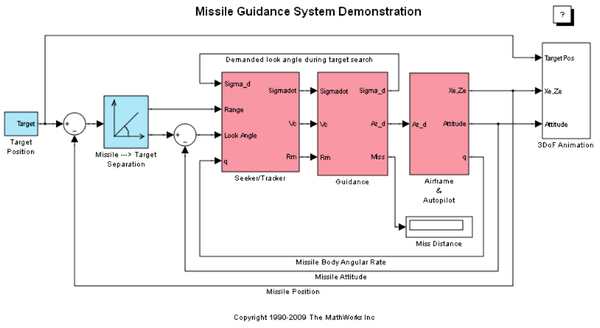 Missile Guidance System Demonstration
?
Demanded look angle during target search
Target
Target
Position
+
-
Missile ---> Target
Separation
+
-
Sigma_d
Range
Look Angle
q
Sigmadot
Vc
Rm
Seeker/Tracker
Sigmadot
Vc
Rm
Sigma_d
Az_d
Miss
Guidance
Az_d
Xe,Ze
Attitude
q
Airframe
&
Autopilot
Target Pos
Xe,Ze
Attitude
3DoF Animation
Miss Distance
Missile Body Angular Rate
Missile Attitude
Missile Position
Copyright 1990-2009 The MathWorks Inc